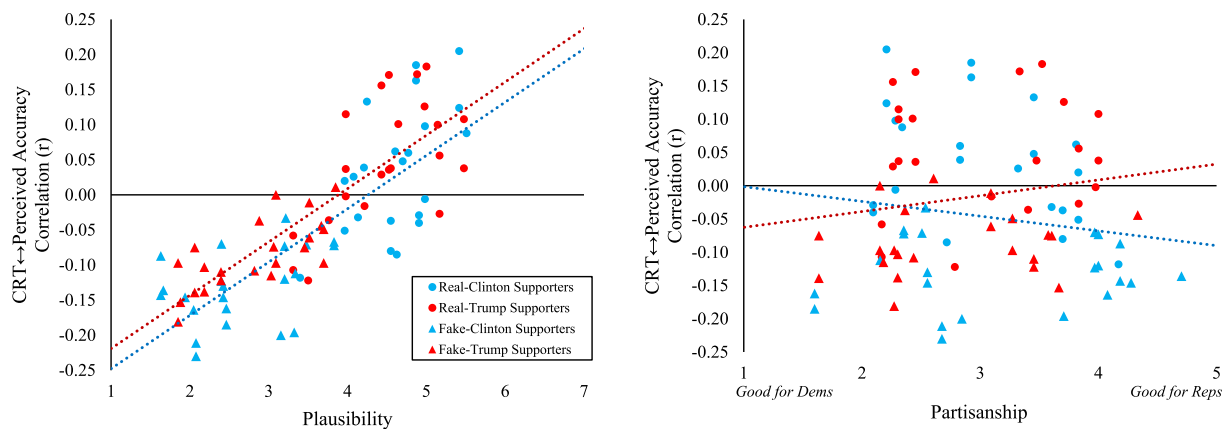 0.25
0.20
0.15
0.10
0.05
0.00
-0.05
-0.10
-0.15
-0.20
-0.25
CRT↔Perceived Accuracy
Correlation (r)
1 2 3 4 5 6 7
Plausibility
Real-Clinton Supporters
Real-Trump Supporters
Fake-Clinton Supporters
Fake-Trump Supporters
0.25
0.20
0.15
0.10
0.05
0.00
-0.05
-0.10
-0.15
-0.20
-0.25
CRT↔Perceived Accuracy
Correlation (r)
1 2 3 4 5
Good for Dems Good for Reps
Partisanship